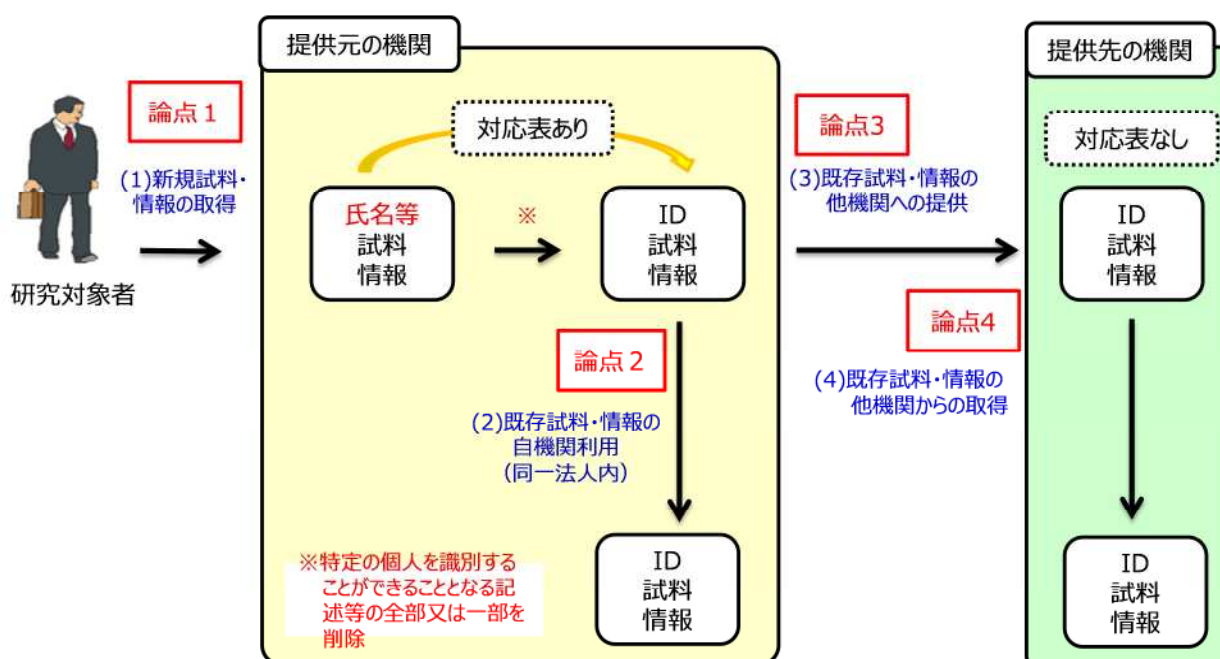 提供元の機関
提供先の機関
論点１
(1)新規試料・
情報の取得
研究対象者
対応表あり
氏名等
試料
情報
※
ID
試料
情報
論点２
(2)既存試料・情報の
自機関利用
(同一法人内)
ID
試料
情報
※特定の個人を識別する
ことができることとなる記
述等の全部又は一部を
削除
論点3
(3)既存試料・情報の
他機関への提供
論点4
(4)既存試料・情報の
他機関からの取得
対応表なし
ID
試料
情報
ID
試料
情報